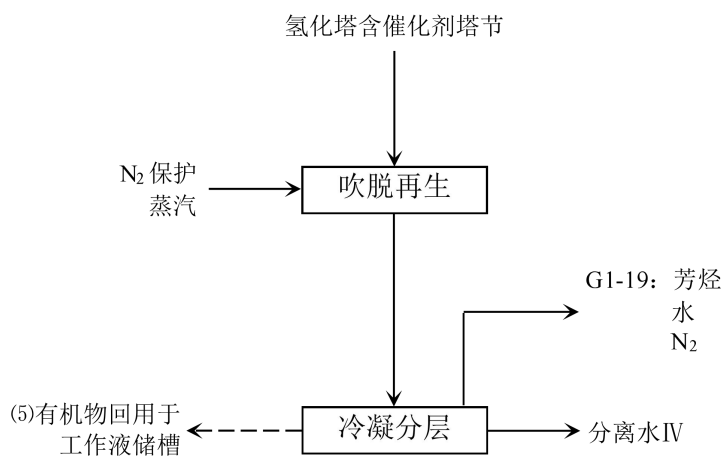 氢化塔含催化剂塔节
N₂保护
蒸汽
吹脱再生
G1-19：芳烃
水
N₂
⑸有机物回用于
工作液储槽
冷凝分层
分离水Ⅳ